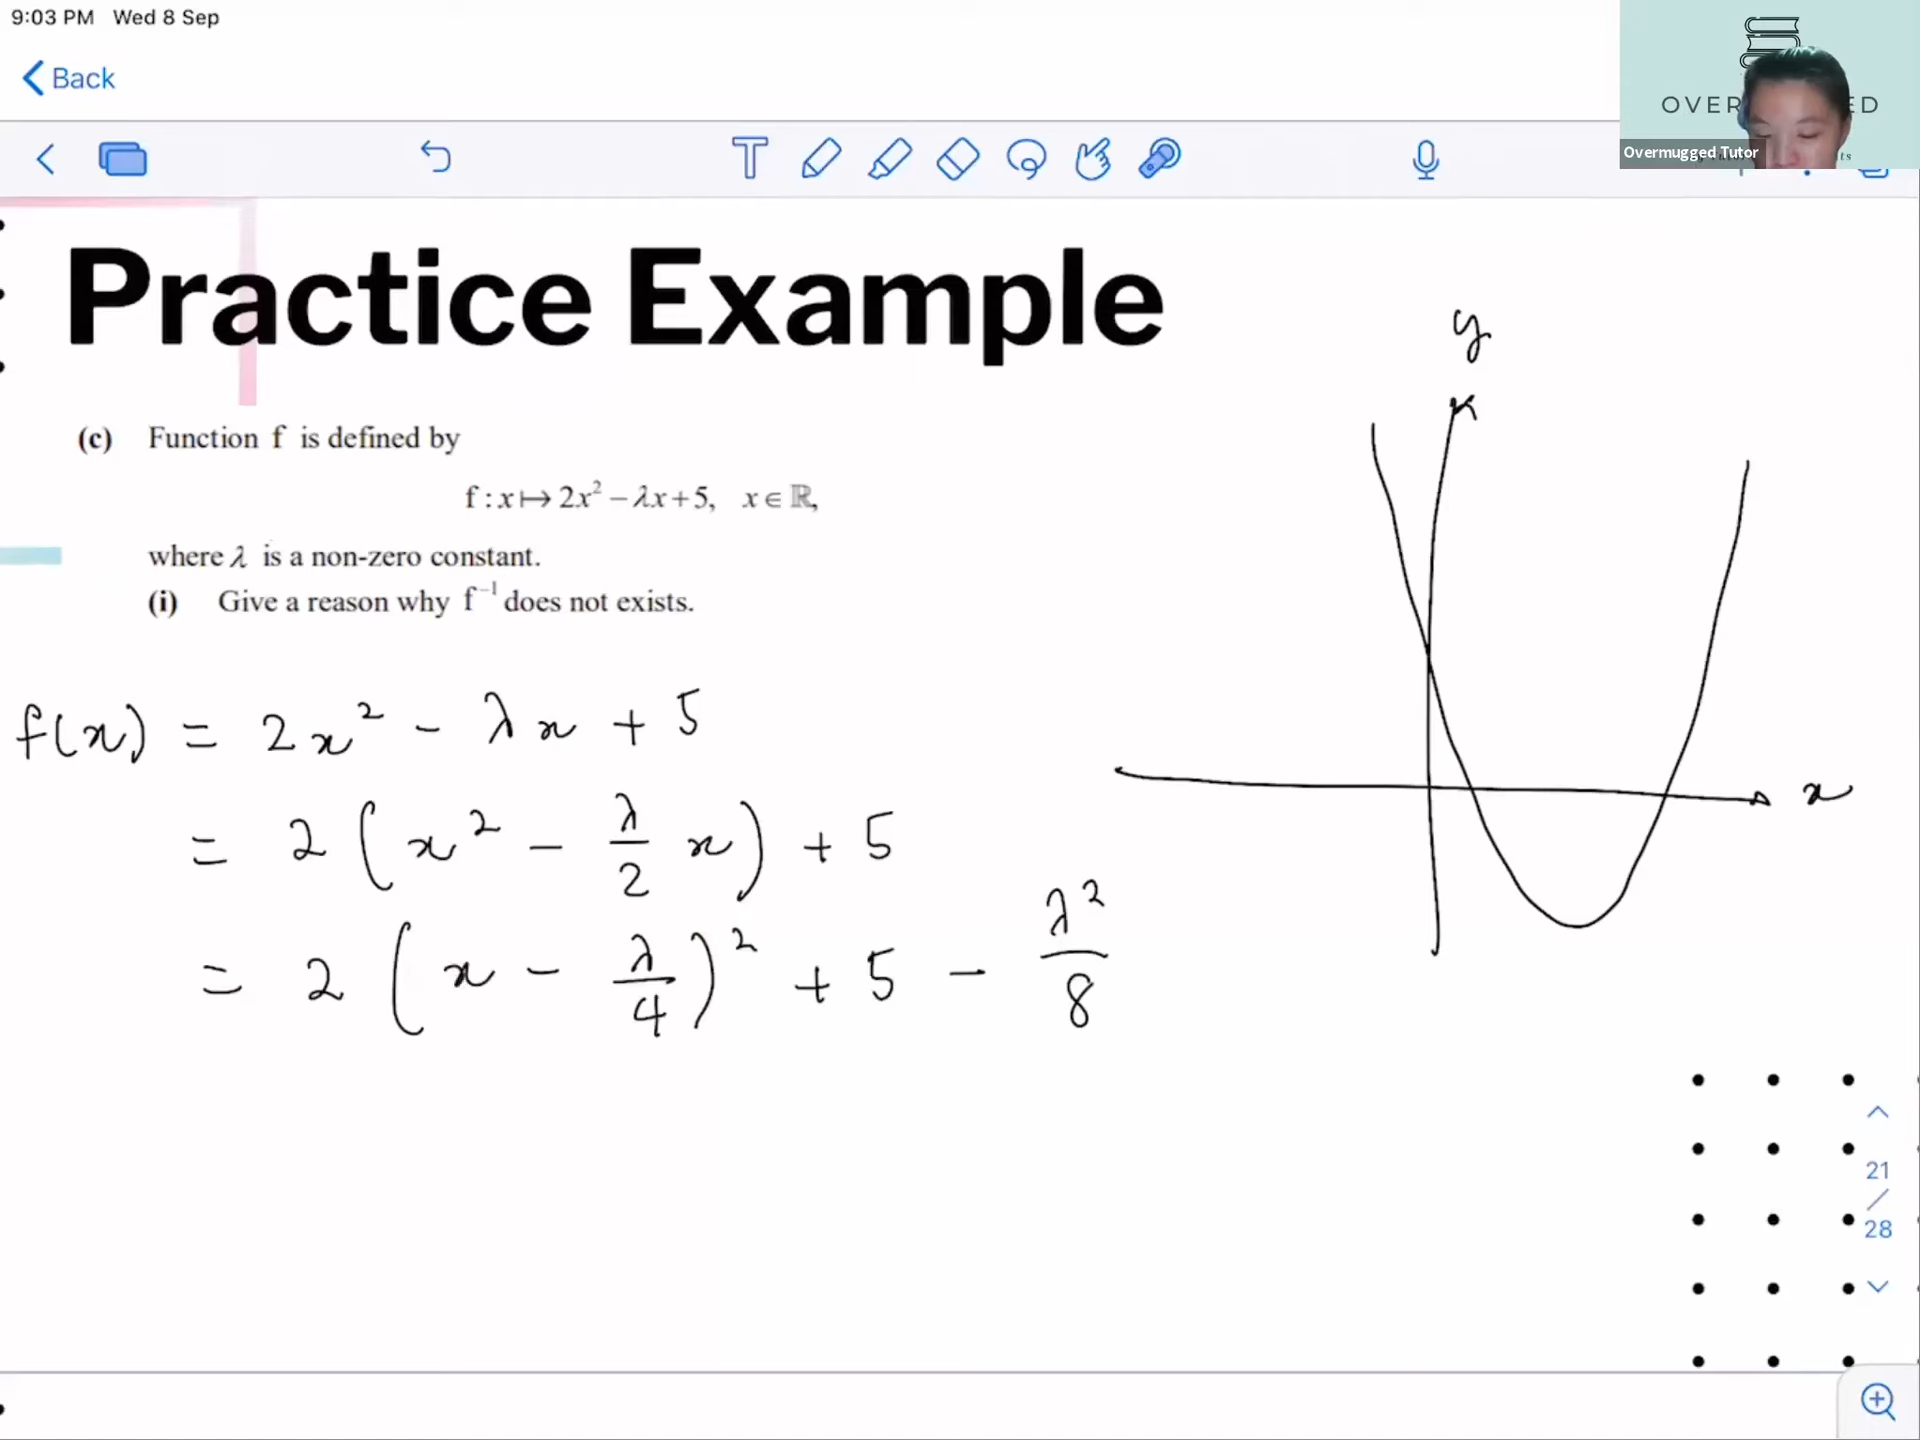 9:03 PM Wed 8 Sep
Back
OVER ED
Overmugged Tutor
ts
Practice Example
y
(c) Function f is defined by
f : x ↦ 2x² − λx + 5, x ∈ ℝ,
where λ is a non-zero constant.
(i) Give a reason why f⁻¹ does not exists.
f(x) = 2x² − λx + 5
= 2(x² − λ/2 x) + 5
x
= 2(x − λ/4)² + 5 − λ²/8
21
/
28